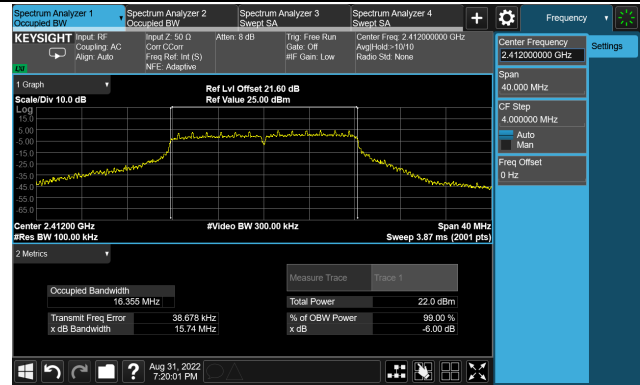 Spectrum Analyzer 1
Occupied BW
Spectrum Analyzer 2
Occupied BW
Spectrum Analyzer 3
Swept SA
Spectrum Analyzer 4
Swept SA
+
Frequency
KEYSIGHT
Input: RF
Coupling: AC
Align: Auto
Input Z: 50 Ω
Corr CCorr
Freq Ref: Int (S)
NFE: Adaptive
Atten: 8 dB
Trig: Free Run
Gate: Off
#IF Gain: Low
Center Freq: 2.412000000 GHz
Avg|Hold:>10/10
Radio Std: None
LXI
Center Frequency
2.412000000 GHz
Settings
Span
40.000 MHz
CF Step
4.000000 MHz
Auto
Man
Freq Offset
0 Hz
1 Graph
Scale/Div 10.0 dB
Ref Lvl Offset 21.60 dB
Ref Value 25.00 dBm
Log
15.0
5.00
-5.00
-15.0
-25.0
-35.0
-45.0
-55.0
-65.0
Center 2.41200 GHz
#Res BW 100.00 kHz
#Video BW 300.00 kHz
Span 40 MHz
Sweep 3.87 ms (2001 pts)
2 Metrics
Measure Trace
Trace 1
Occupied Bandwidth
16.355 MHz
Total Power
22.0 dBm
Transmit Freq Error
38.678 kHz
% of OBW Power
99.00 %
x dB Bandwidth
15.74 MHz
x dB
-6.00 dB
?
Aug 31, 2022
7:20:01 PM